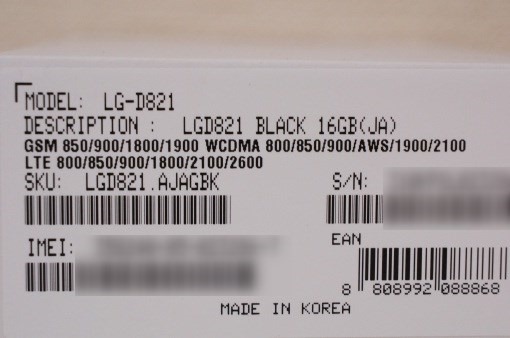 MODEL: LG-D821
DESCRIPTION : LGD821 BLACK 16GB(JA)
GSM 850/900/1800/1900 WCDMA 800/850/900/AWS/1900/2100
LTE 800/850/900/1800/2100/2600
SKU: LGD821.AJAGBK S/N:
IMEI:
EAN
8 808992 088868
MADE IN KOREA